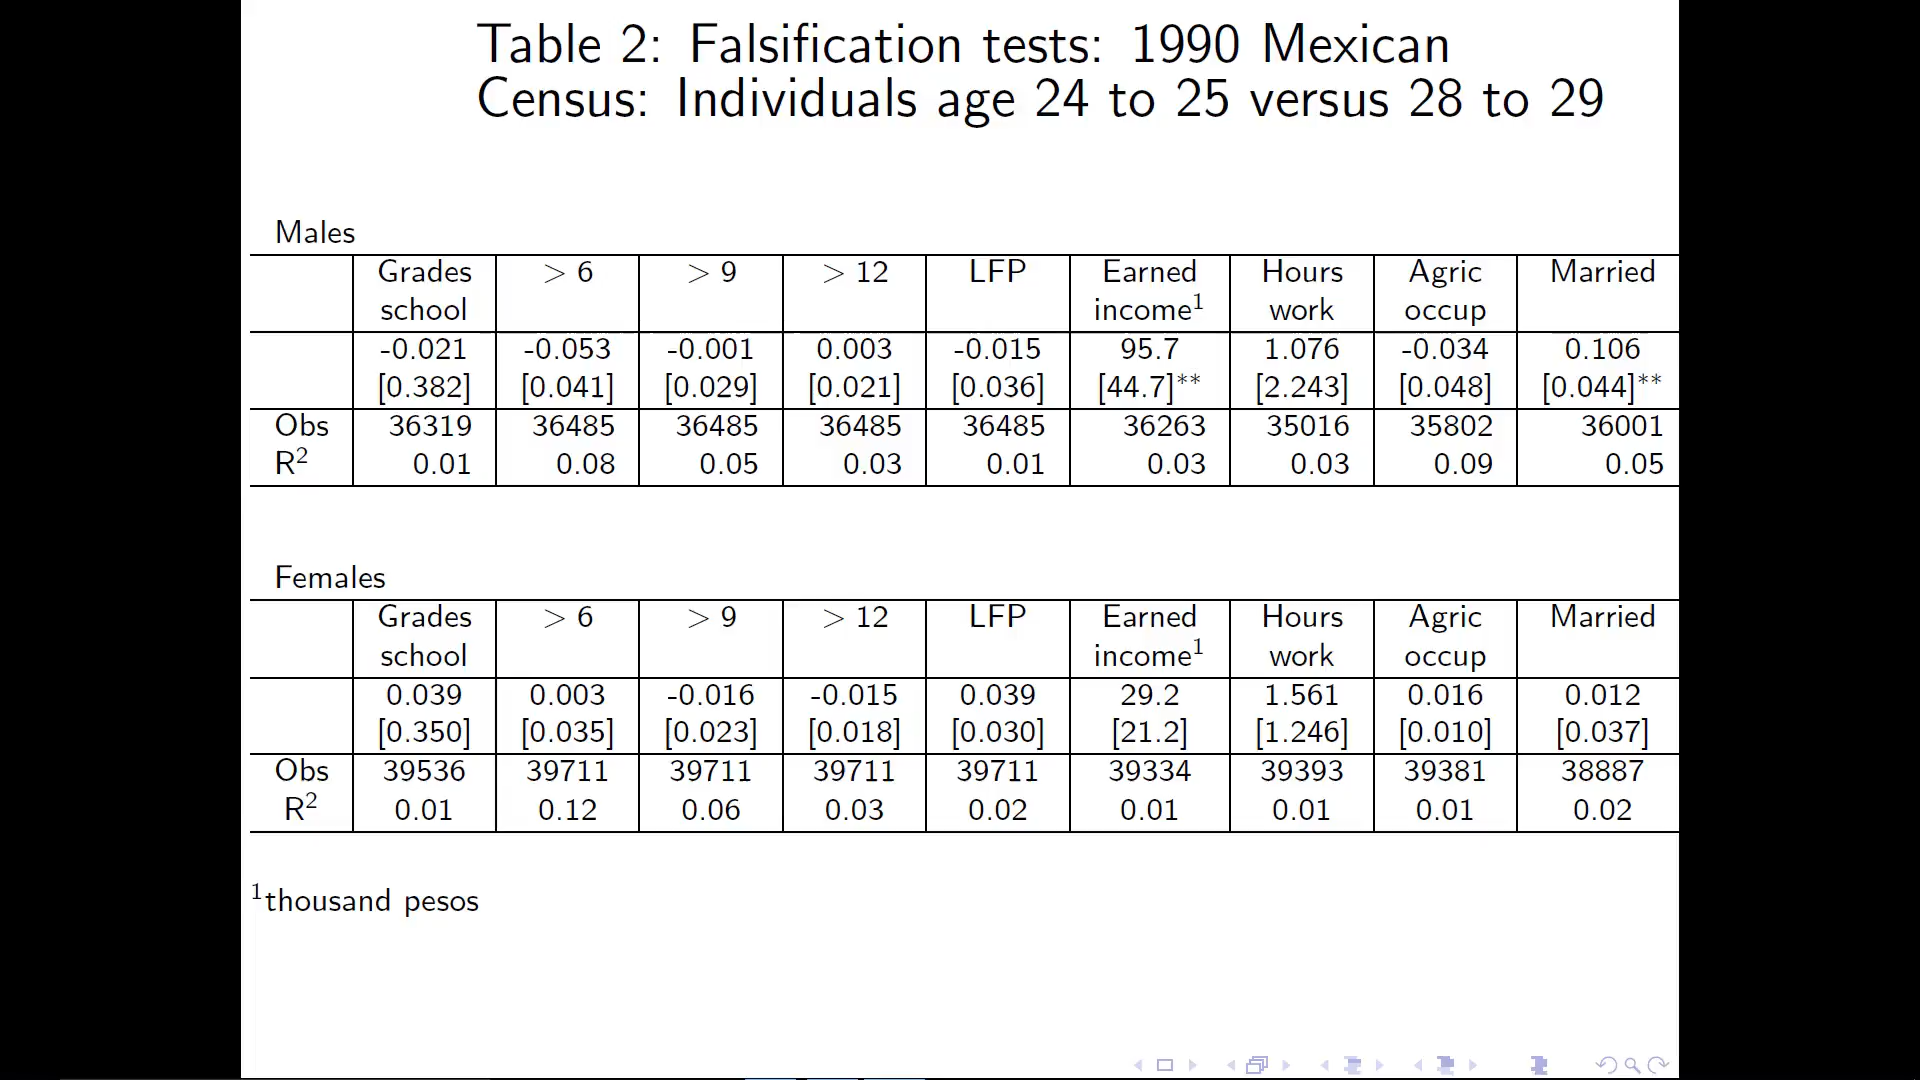 Table 2: Falsification tests: 1990 Mexican
Census: Individuals age 24 to 25 versus 28 to 29
Males
Grades > 6 > 9 > 12 LFP Earned Hours Agric Married
school income¹ work occup
-0.021 -0.053 -0.001 0.003 -0.015 95.7 1.076 -0.034 0.106
[0.382] [0.041] [0.029] [0.021] [0.036] [44.7]** [2.243] [0.048] [0.044]**
Obs 36319 36485 36485 36485 36485 36263 35016 35802 36001
R² 0.01 0.08 0.05 0.03 0.01 0.03 0.03 0.09 0.05
Females
Grades > 6 > 9 > 12 LFP Earned Hours Agric Married
school income¹ work occup
0.039 0.003 -0.016 -0.015 0.039 29.2 1.561 0.016 0.012
[0.350] [0.035] [0.023] [0.018] [0.030] [21.2] [1.246] [0.010] [0.037]
Obs 39536 39711 39711 39711 39711 39334 39393 39381 38887
R² 0.01 0.12 0.06 0.03 0.02 0.01 0.01 0.01 0.02
¹thousand pesos